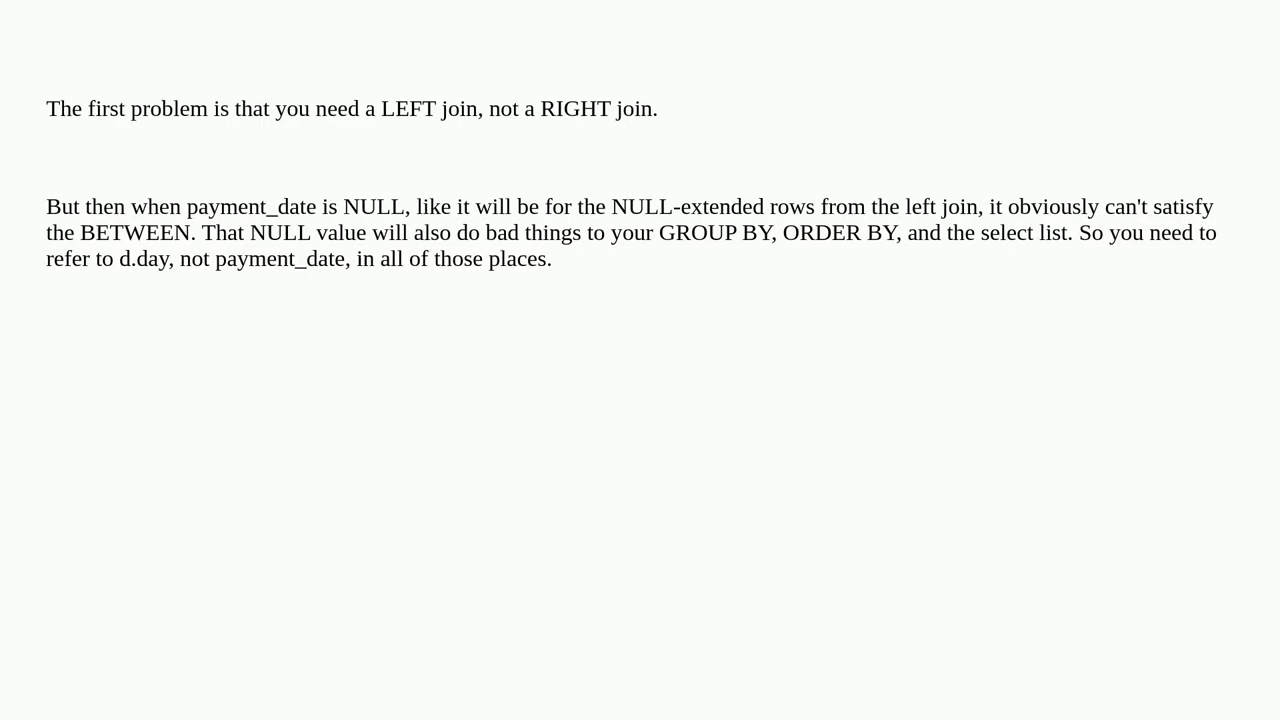 The first problem is that you need a LEFT join, not a RIGHT join.
But then when payment_date is NULL, like it will be for the NULL-extended rows from the left join, it obviously can't satisfy
the BETWEEN. That NULL value will also do bad things to your GROUP BY, ORDER BY, and the select list. So you need to
refer to d.day, not payment_date, in all of those places.